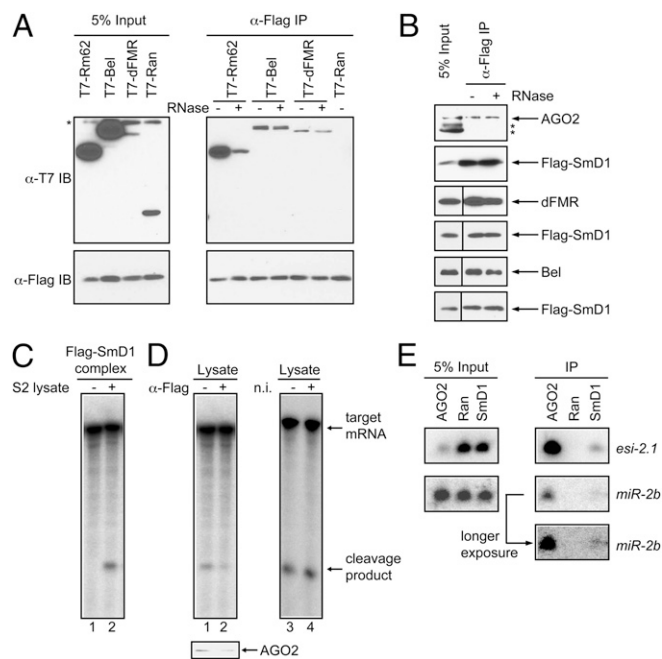 A
5% Input
α-Flag IP
T7-Rm62
T7-Bel
T7-dFMR
T7-Ran
T7-Rm62
T7-Bel
T7-dFMR
T7-Ran
RNase
- + - + - + -
*
α-T7 IB
α-Flag IB
B
5% Input
α-Flag IP
- + RNase
AGO2
*
*
Flag-SmD1
dFMR
Flag-SmD1
Bel
Flag-SmD1
C
Flag-SmD1
complex
S2 lysate - +
1 2
D
Lysate
α-Flag - +
Lysate
n.i. - +
target
mRNA
cleavage
product
1 2
3 4
AGO2
E
5% Input
IP
AGO2
Ran
SmD1
AGO2
Ran
SmD1
esi-2.1
miR-2b
longer
exposure
miR-2b